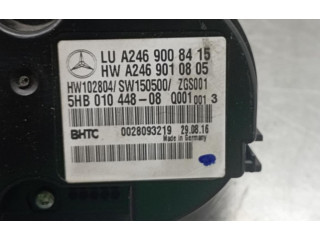 LU A246 900 84 15
HW A246 901 08 05
HW102804/SW150500/ZGS001
5HB 010 448-08 Q001 001 3
BHTC 0028093219 29.08.16
Made in Germany